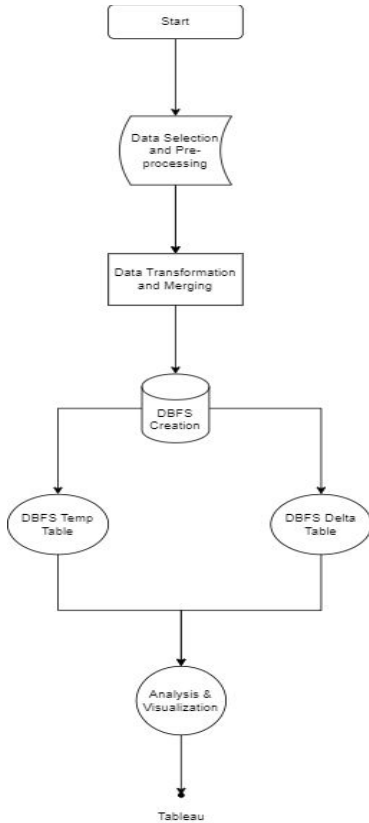 Start
Data Selection
and Pre-
processing
Data Transformation
and Merging
DBFS
Creation
DBFS Temp
Table
DBFS Delta
Table
Analysis &
Visualization
Tableau